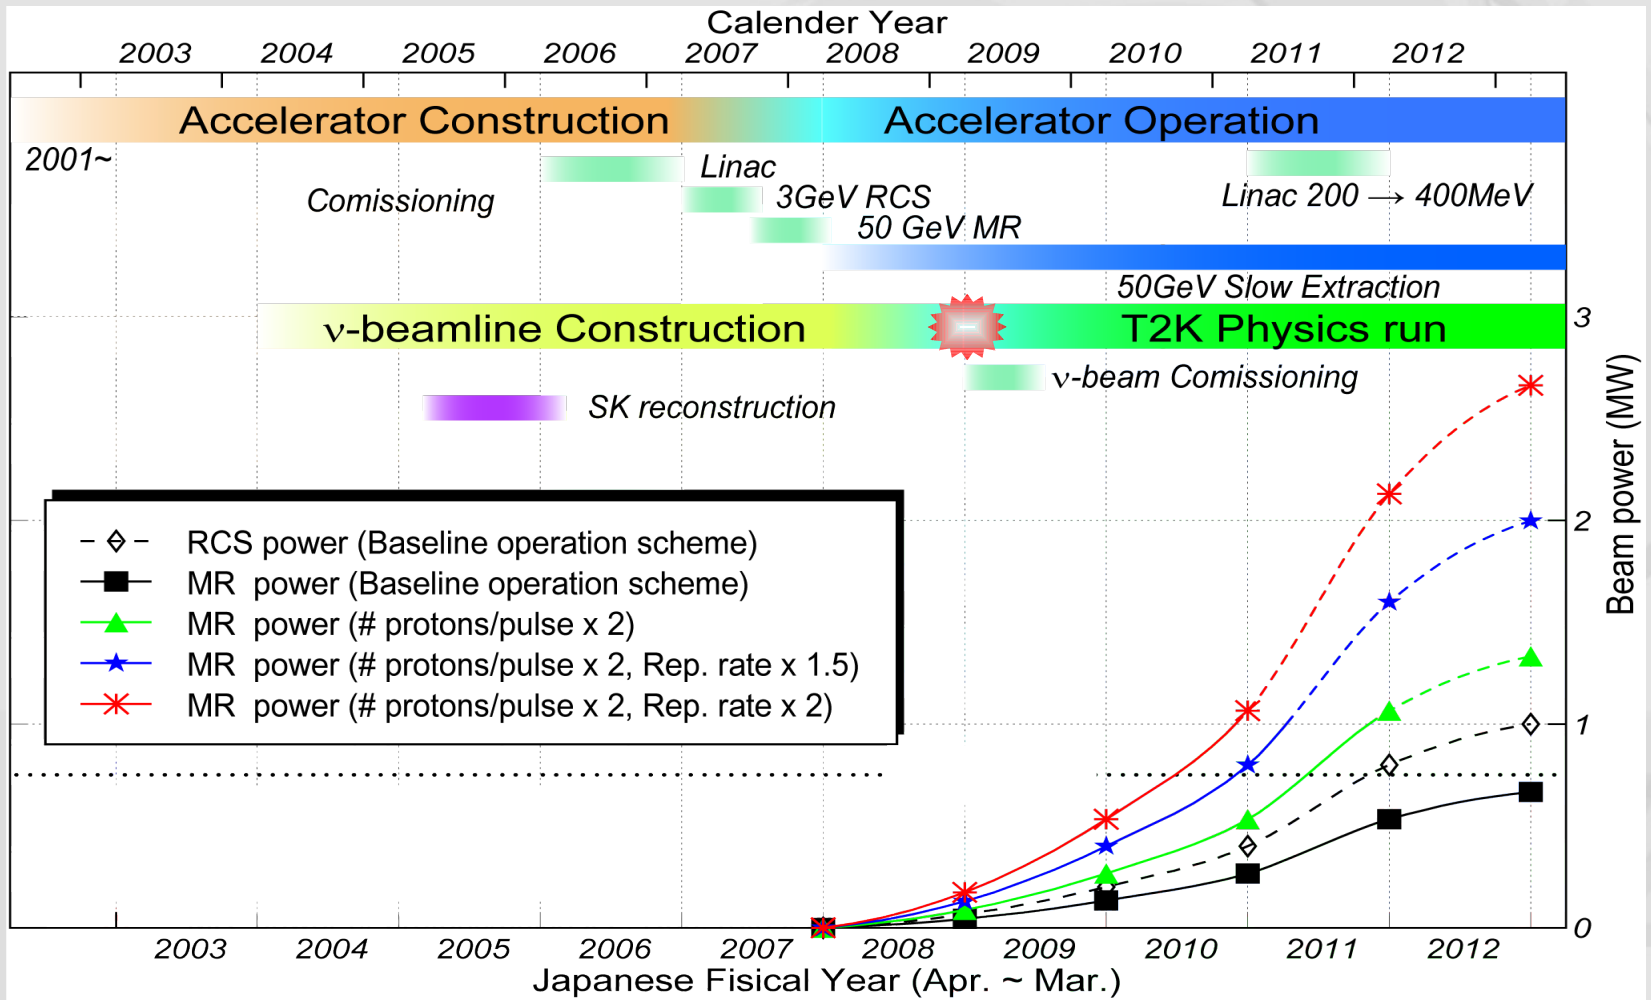 Calender Year
2003 2004 2005 2006 2007 2008 2009 2010 2011 2012
Accelerator Construction Accelerator Operation
2001~
Linac
Comissioning
3GeV RCS
Linac 200 → 400MeV
50 GeV MR
50GeV Slow Extraction
ν-beamline Construction T2K Physics run
3
ν-beam Comissioning
SK reconstruction
Beam power (MW)
2
RCS power (Baseline operation scheme)
MR power (Baseline operation scheme)
MR power (# protons/pulse x 2)
MR power (# protons/pulse x 2, Rep. rate x 1.5)
MR power (# protons/pulse x 2, Rep. rate x 2)
1
0
2003 2004 2005 2006 2007 2008 2009 2010 2011 2012
Japanese Fisical Year (Apr. ~ Mar.)